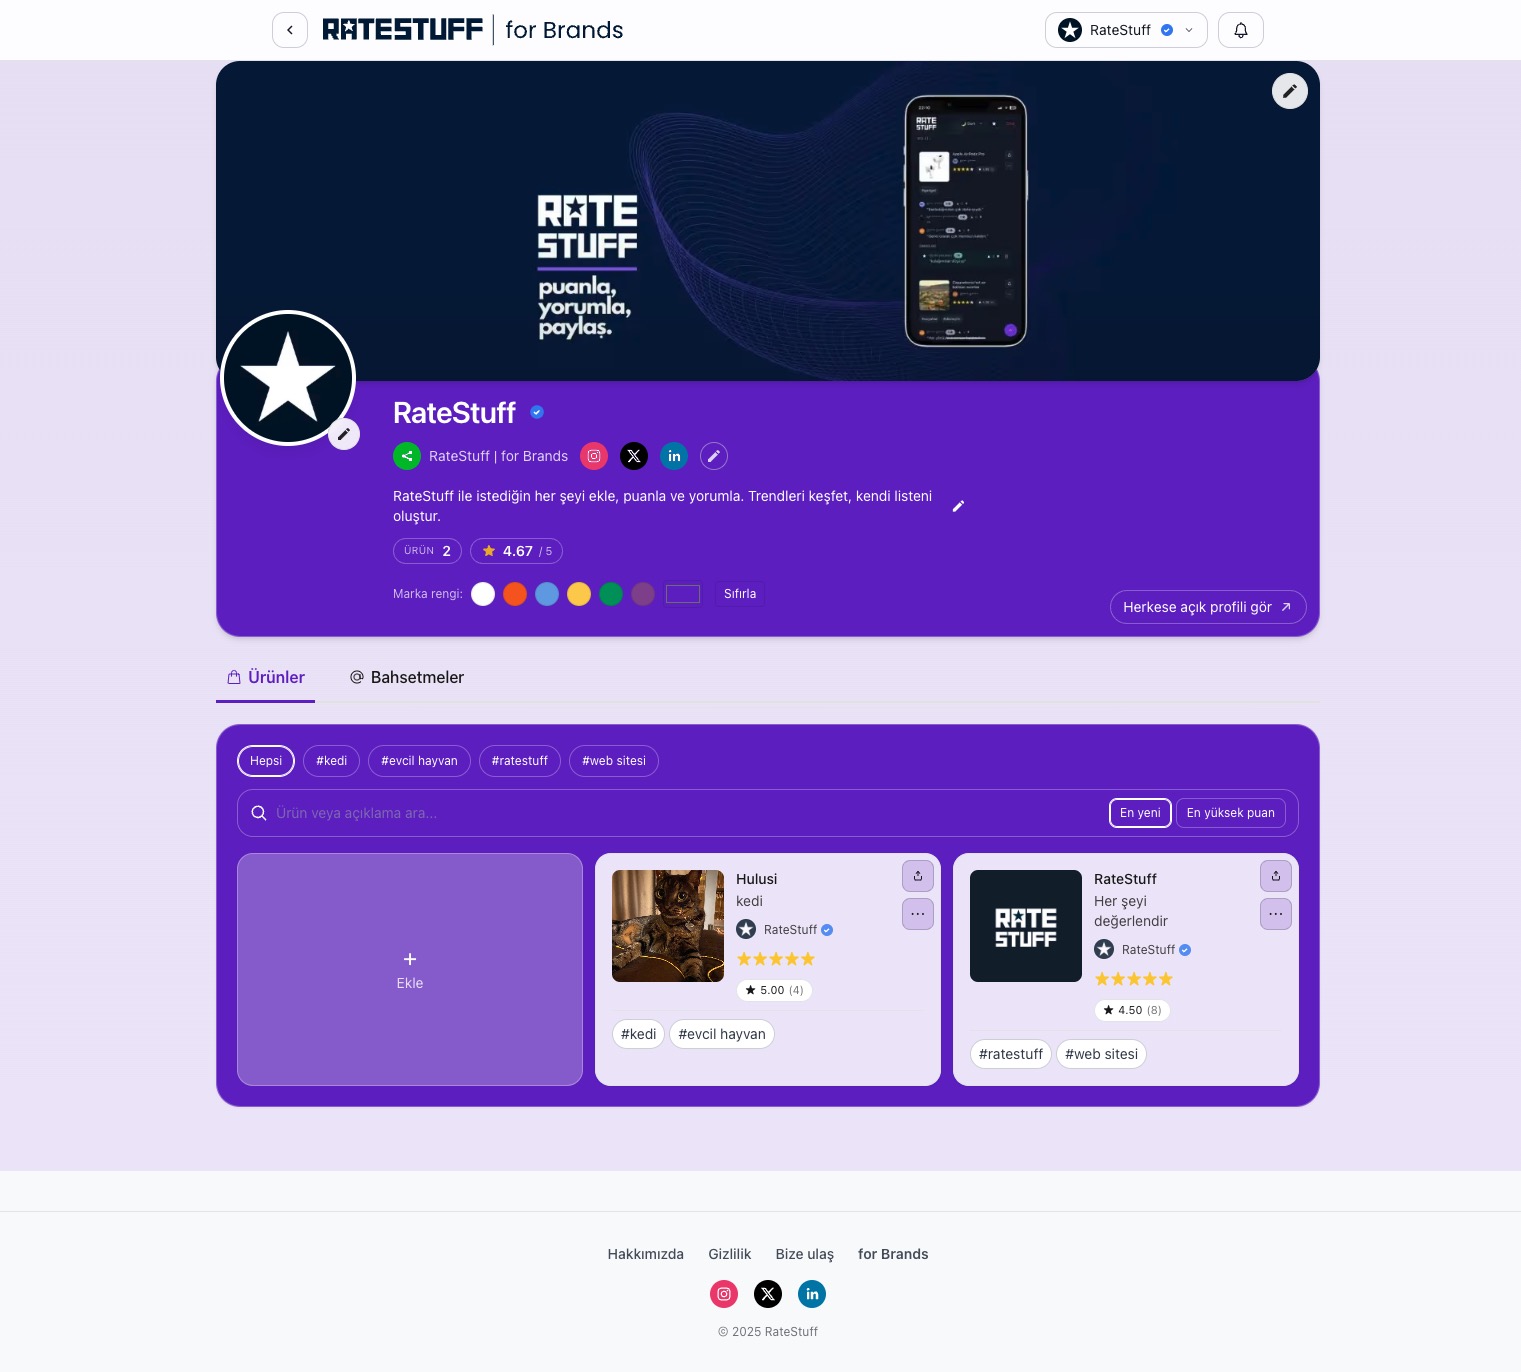 RATESTUFF | for Brands
RateStuff
RATE
STUFF
puanla,
yorumla,
paylaş.
RATE
STUFF
RateStuff
RateStuff | for Brands
RateStuff ile istediğin her şeyi ekle, puanla ve yorumla. Trendleri keşfet, kendi listeni
oluştur.
ÜRÜN 2 4.67 / 5
Marka rengi: Sıfırla
Herkese açık profili gör
Ürünler Bahsetmeler
Hepsi #kedi #evcil hayvan #ratestuff #web sitesi
Ürün veya açıklama ara... En yeni En yüksek puan
+
Ekle
Hulusi
kedi
RateStuff
5.00 (4)
#kedi #evcil hayvan
RATE
STUFF
RateStuff
Her şeyi
değerlendir
RateStuff
4.50 (8)
#ratestuff #web sitesi
Hakkımızda Gizlilik Bize ulaş for Brands
© 2025 RateStuff